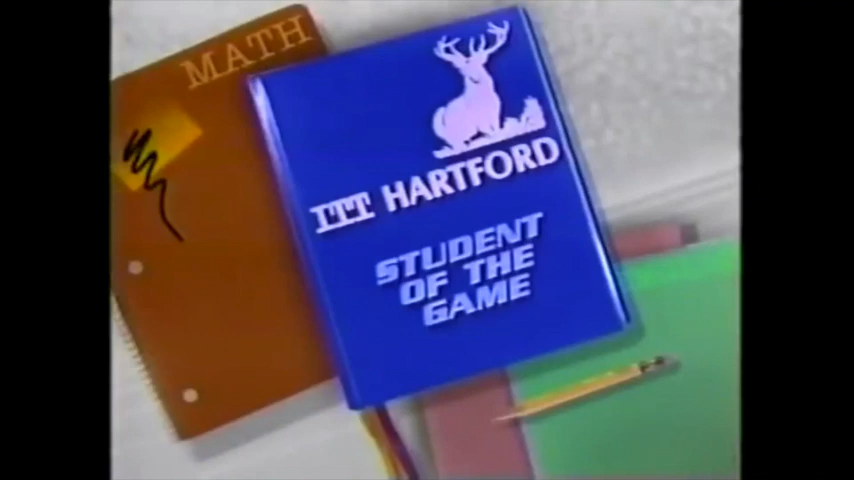 MATH
ITT HARTFORD
STUDENT
OF THE
GAME